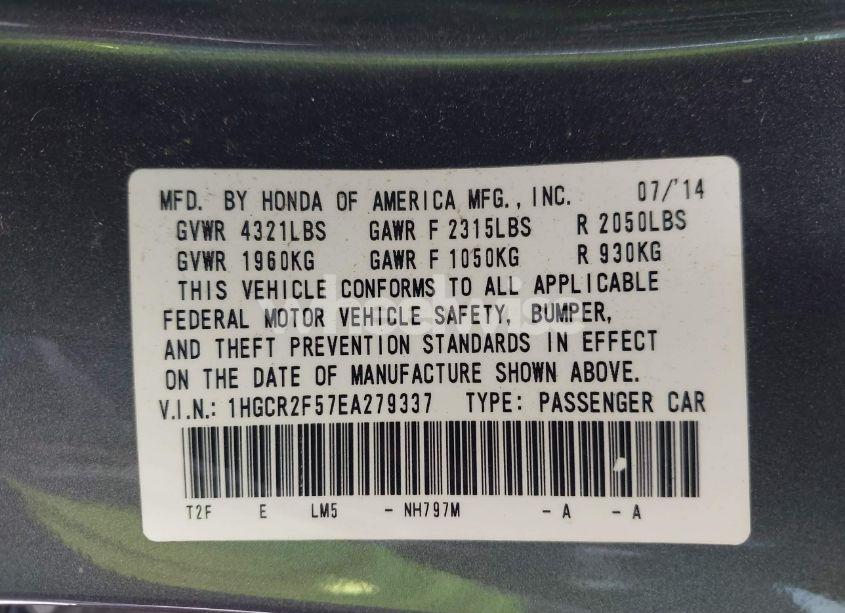 MFD. BY HONDA OF AMERICA MFG., INC. 07/'14
GVWR 4321LBS GAWR F 2315LBS R 2050LBS
GVWR 1960KG GAWR F 1050KG R 930KG
THIS VEHICLE CONFORMS TO ALL APPLICABLE
FEDERAL MOTOR VEHICLE SAFETY, BUMPER,
AND THEFT PREVENTION STANDARDS IN EFFECT
ON THE DATE OF MANUFACTURE SHOWN ABOVE.
V.I.N.: 1HGCR2F57EA279337 TYPE: PASSENGER CAR
T2F E LM5 - NH797M - A - A